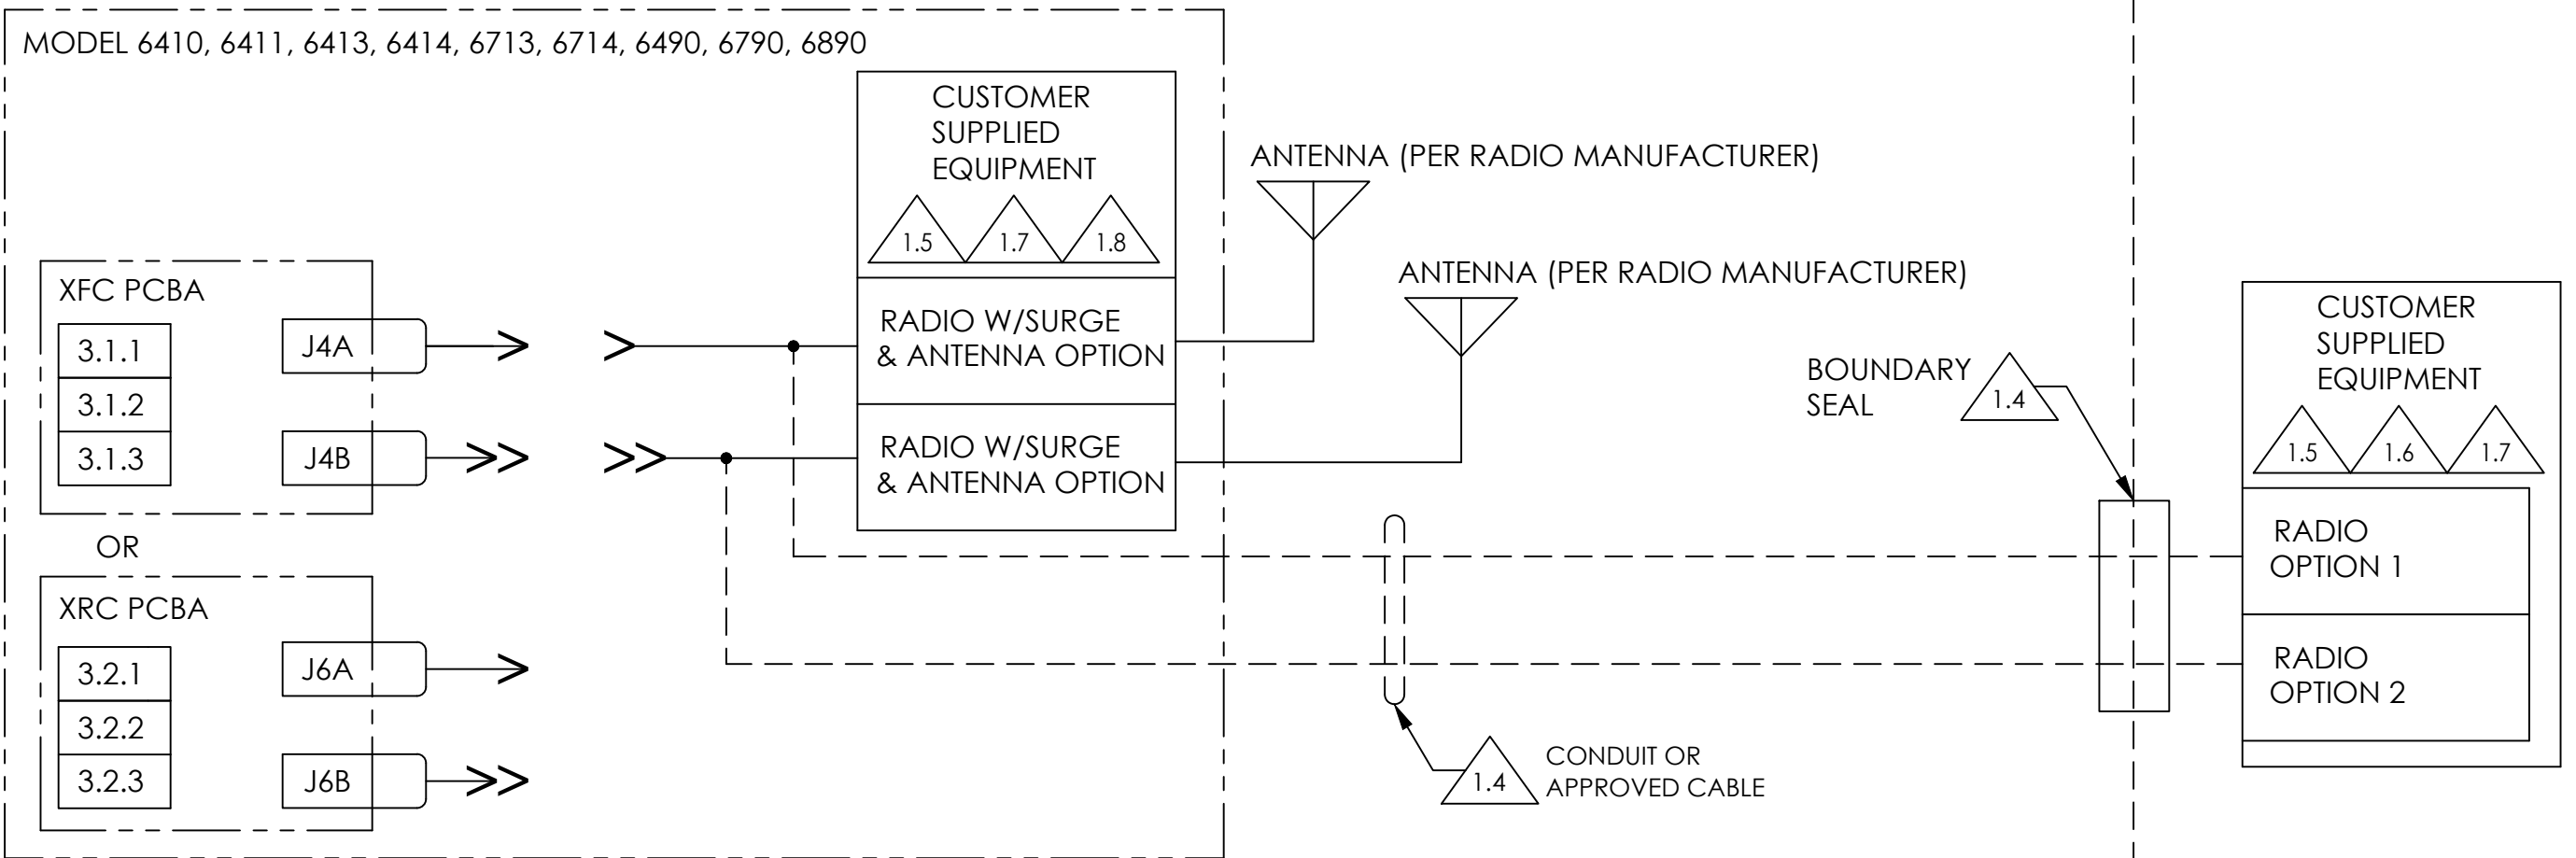 MODEL 6410, 6411, 6413, 6414, 6713, 6714, 6490, 6790, 6890
CUSTOMER
SUPPLIED
EQUIPMENT
1.5 1.7 1.8
RADIO W/SURGE
& ANTENNA OPTION
RADIO W/SURGE
& ANTENNA OPTION
XFC PCBA
3.1.1
3.1.2
3.1.3
J4A
J4B
OR
XRC PCBA
3.2.1
3.2.2
3.2.3
J6A
J6B
ANTENNA (PER RADIO MANUFACTURER)
ANTENNA (PER RADIO MANUFACTURER)
BOUNDARY
SEAL
1.4
CONDUIT OR
APPROVED CABLE
1.4
CUSTOMER
SUPPLIED
EQUIPMENT
1.5 1.6 1.7
RADIO
OPTION 1
RADIO
OPTION 2